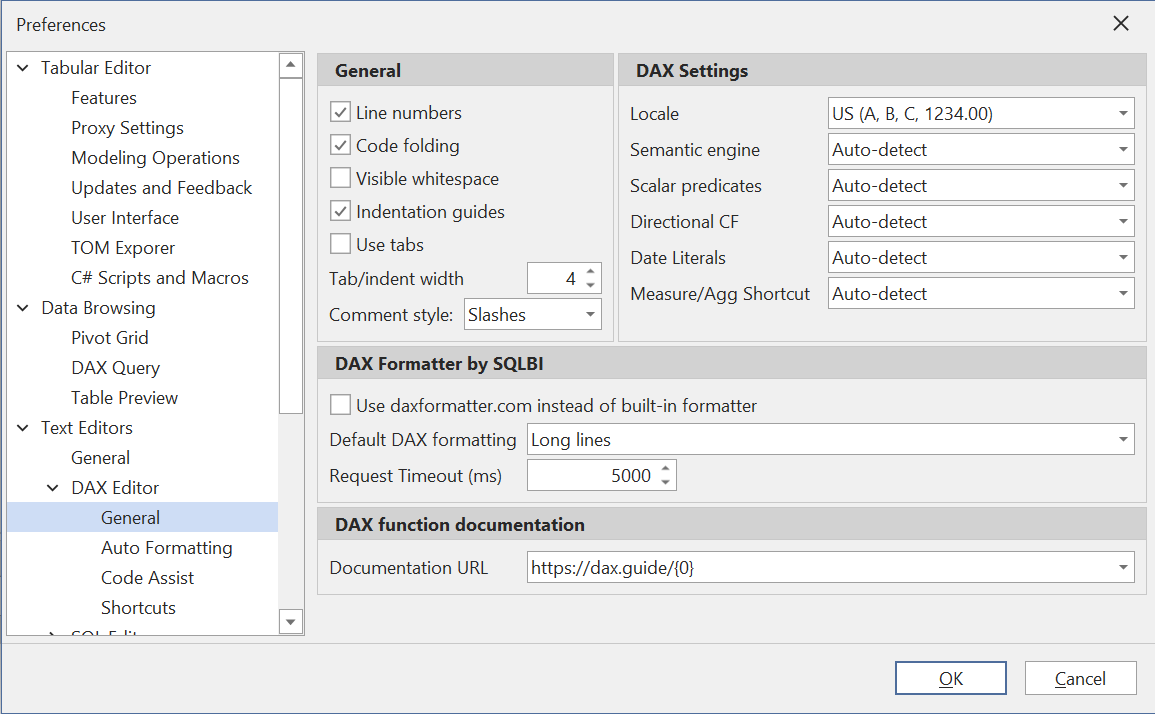 Preferences
Tabular Editor
Features
Proxy Settings
Modeling Operations
Updates and Feedback
User Interface
TOM Exporer
C# Scripts and Macros
Data Browsing
Pivot Grid
DAX Query
Table Preview
Text Editors
General
DAX Editor
General
Auto Formatting
Code Assist
Shortcuts
General
Line numbers
Code folding
Visible whitespace
Indentation guides
Use tabs
Tab/indent width 4
Comment style: Slashes
DAX Settings
Locale US (A, B, C, 1234.00)
Semantic engine Auto-detect
Scalar predicates Auto-detect
Directional CF Auto-detect
Date Literals Auto-detect
Measure/Agg Shortcut Auto-detect
DAX Formatter by SQLBI
Use daxformatter.com instead of built-in formatter
Default DAX formatting Long lines
Request Timeout (ms) 5000
DAX function documentation
Documentation URL https://dax.guide/{0}
OK Cancel